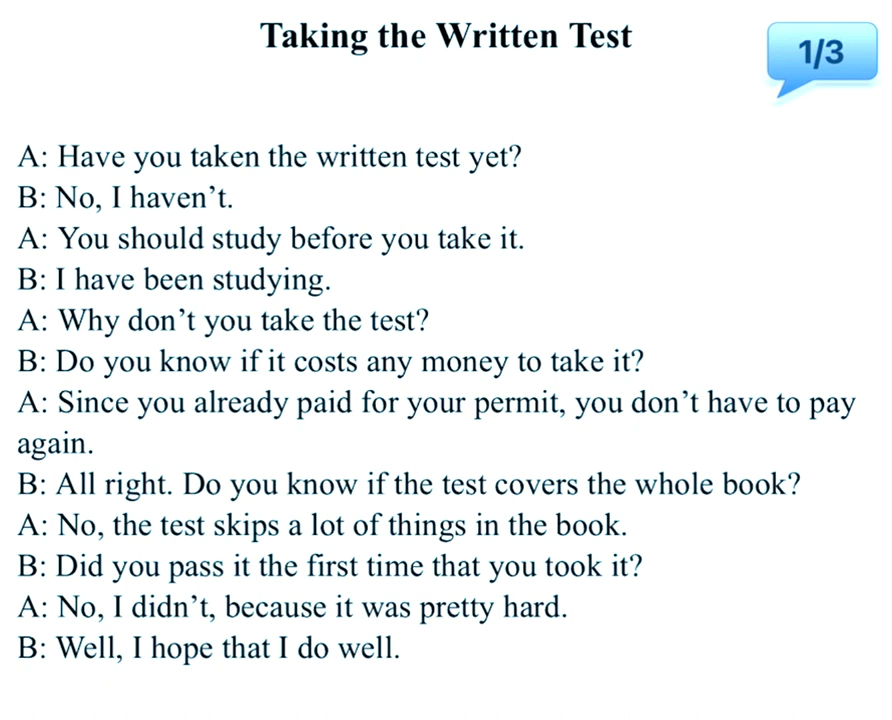 Taking the Written Test
1/3
A: Have you taken the written test yet?
B: No, I haven’t.
A: You should study before you take it.
B: I have been studying.
A: Why don’t you take the test?
B: Do you know if it costs any money to take it?
A: Since you already paid for your permit, you don’t have to pay
again.
B: All right. Do you know if the test covers the whole book?
A: No, the test skips a lot of things in the book.
B: Did you pass it the first time that you took it?
A: No, I didn’t, because it was pretty hard.
B: Well, I hope that I do well.